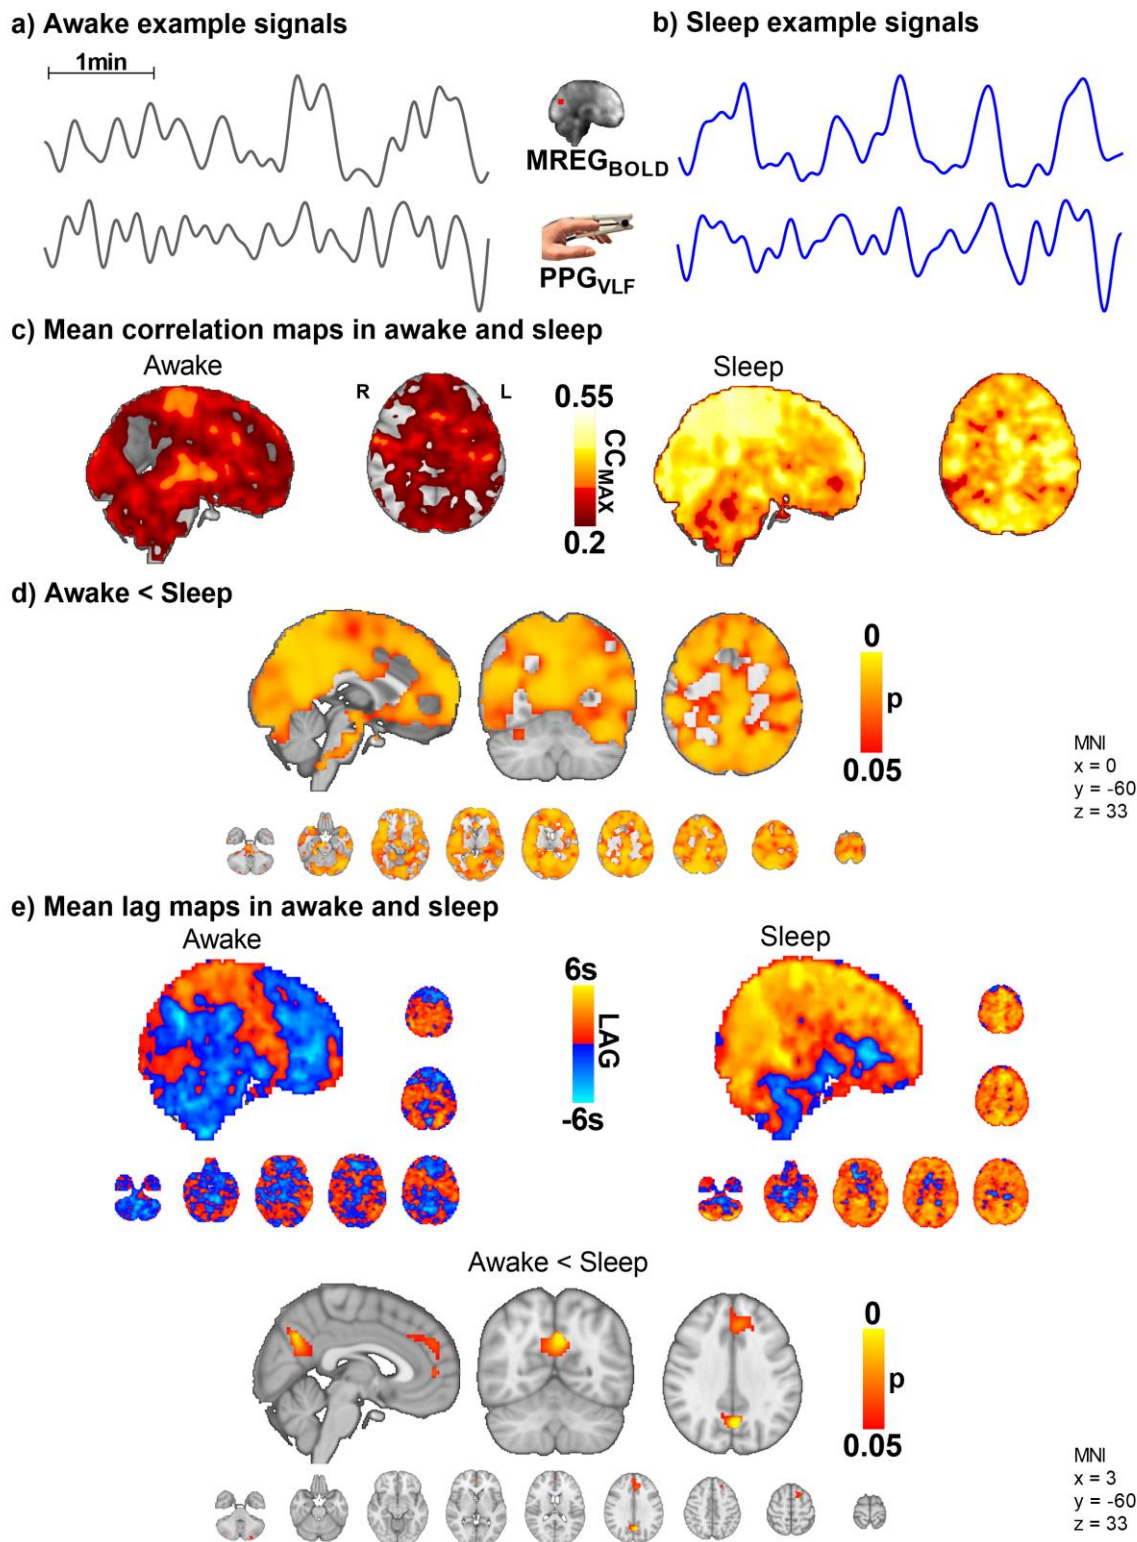 a) Awake example signals
b) Sleep example signals
1min
MREG_BOLD
PPG_VLF
c) Mean correlation maps in awake and sleep
Awake
R
L
0.55
CC_MAX
0.2
Sleep
d) Awake < Sleep
0
p
0.05
MNI
x = 0
y = -60
z = 33
e) Mean lag maps in awake and sleep
Awake
6s
LAG
-6s
Sleep
Awake < Sleep
0
p
0.05
MNI
x = 3
y = -60
z = 33